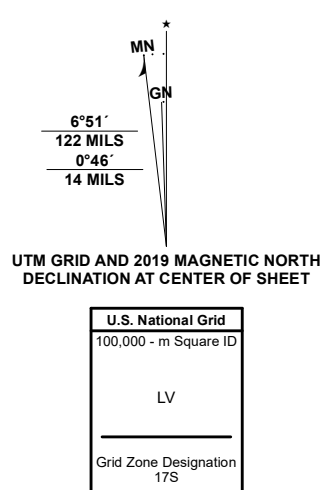 MN
GN
6°51´
122 MILS
0°46´
14 MILS
UTM GRID AND 2019 MAGNETIC NORTH
DECLINATION AT CENTER OF SHEET
U.S. National Grid
100,000 - m Square ID
LV
Grid Zone Designation
17S